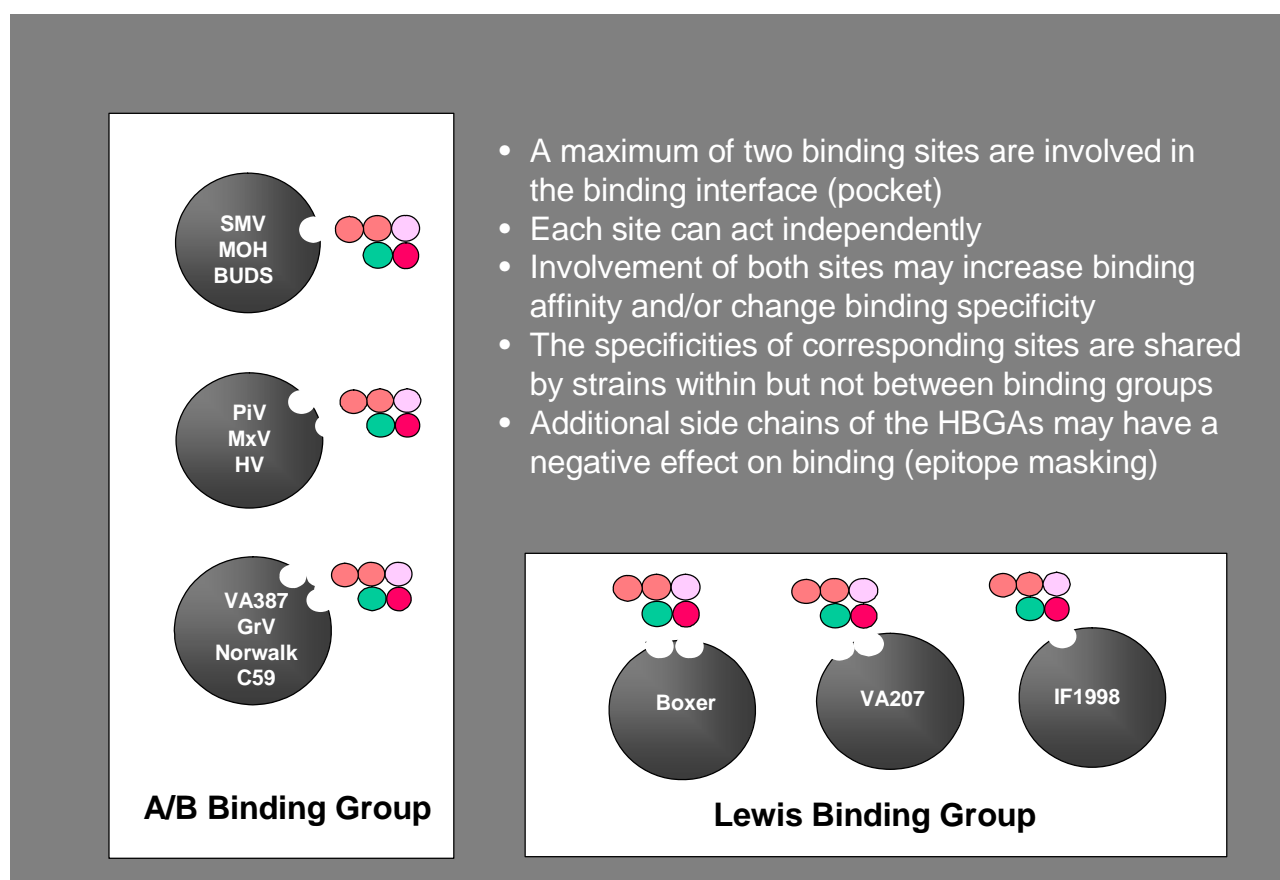 SMV
MOH
BUDS
PiV
MxV
HV
VA387
GrV
Norwalk
C59
A/B Binding Group
• A maximum of two binding sites are involved in
the binding interface (pocket)
• Each site can act independently
• Involvement of both sites may increase binding
affinity and/or change binding specificity
• The specificities of corresponding sites are shared
by strains within but not between binding groups
• Additional side chains of the HBGAs may have a
negative effect on binding (epitope masking)
Boxer
VA207
IF1998
Lewis Binding Group